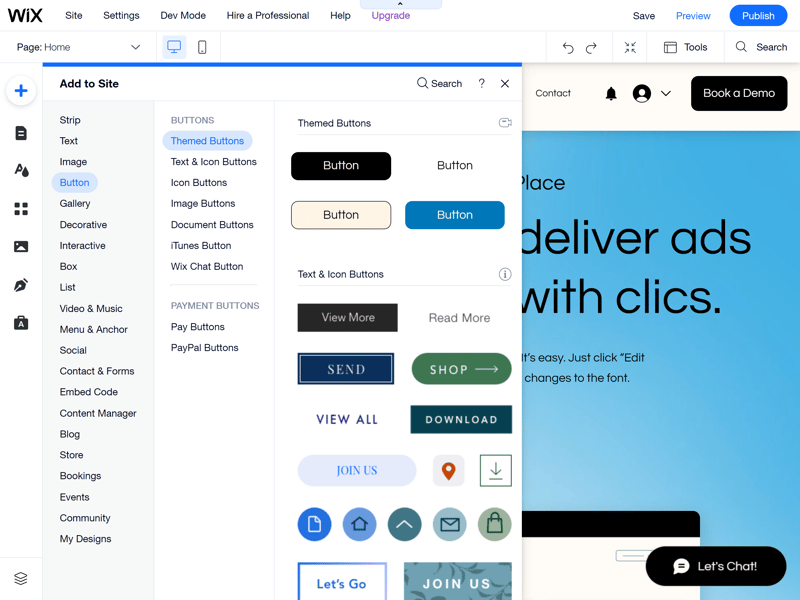 WiX
Site
Settings
Dev Mode
Hire a Professional
Help
Upgrade
Save
Preview
Publish
Page: Home
Tools
Search
Add to Site
Search
?
Contact
Book a Demo
Strip
Text
Image
Button
Gallery
Decorative
Interactive
Box
List
Video & Music
Menu & Anchor
Social
Contact & Forms
Embed Code
Content Manager
Blog
Store
Bookings
Events
Community
My Designs
BUTTONS
Themed Buttons
Text & Icon Buttons
Icon Buttons
Image Buttons
Document Buttons
iTunes Button
Wix Chat Button
PAYMENT BUTTONS
Pay Buttons
PayPal Buttons
Themed Buttons
Button
Button
Button
Button
Text & Icon Buttons
View More
Read More
SEND
SHOP
VIEW ALL
DOWNLOAD
JOIN US
Let's Go
JOIN US
Place
deliver ads
with clics.
It's easy. Just click “Edit
changes to the font.
Let's Chat!